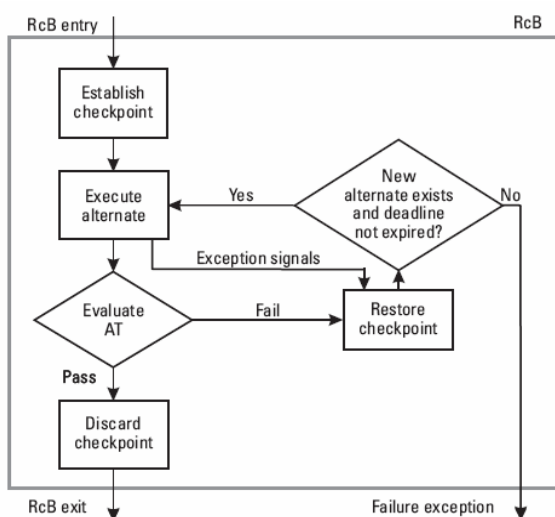 RcB entry
RcB
Establish
checkpoint
Execute
alternate
Yes
New
alternate exists
and deadline
not expired?
No
Exception signals
Evaluate
AT
Fail
Restore
checkpoint
Pass
Discard
checkpoint
RcB exit
Failure exception